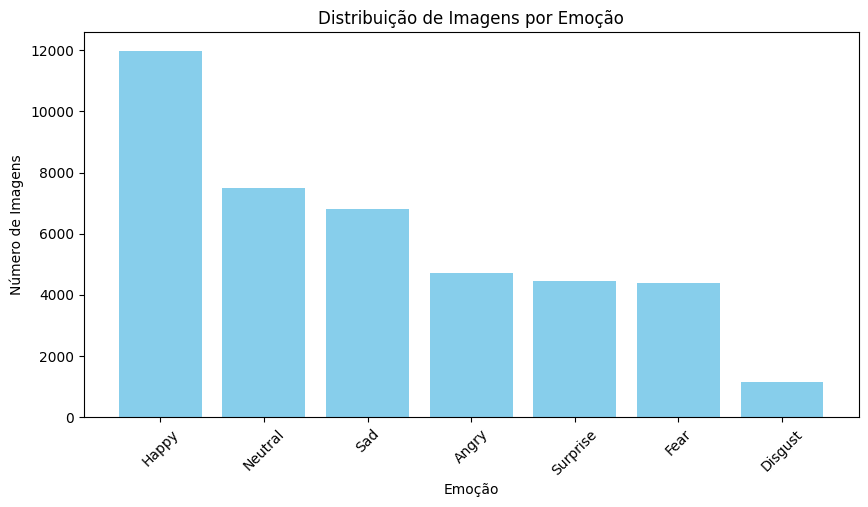 Distribuição de Imagens por Emoção
Número de Imagens
12000
10000
8000
6000
4000
2000
0
Happy
Neutral
Sad
Angry
Surprise
Fear
Disgust
Emoção